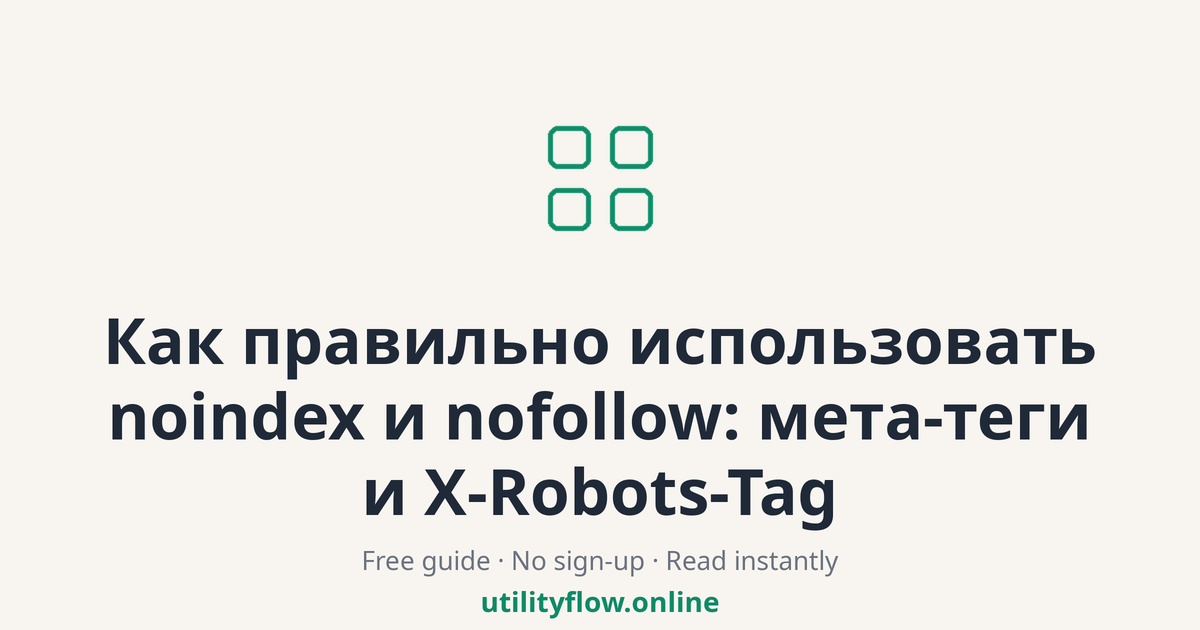 Как правильно использовать
noindex и nofollow: мета-теги
и X-Robots-Tag
Free guide · No sign-up · Read instantly
utilityflow.online